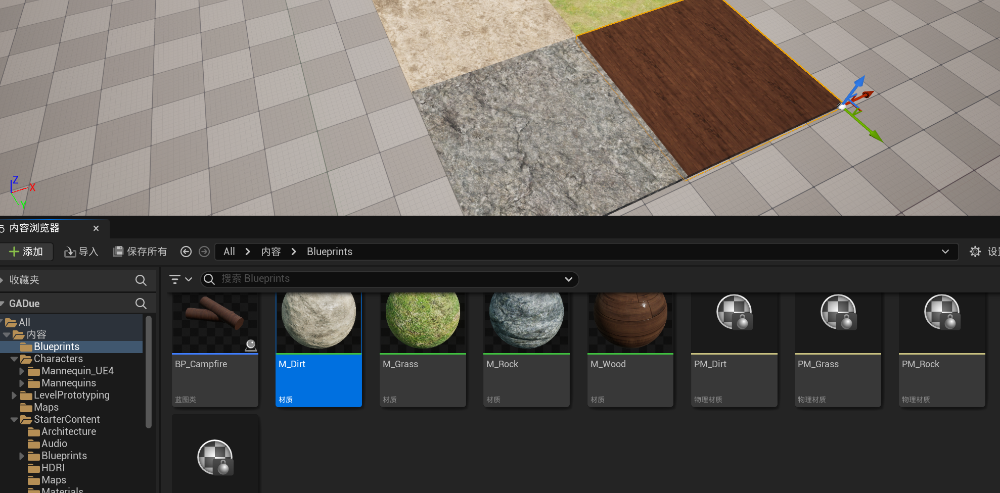 Z
X
Y
内容浏览器
添加
导入
保存所有
All
内容
Blueprints
收藏夹
搜索 Blueprints
GADue
All
内容
Blueprints
Characters
Mannequin_UE4
Mannequins
LevelPrototyping
Maps
StarterContent
Architecture
Audio
Blueprints
HDRI
Maps
Materials
BP_Campfire
蓝图类
M_Dirt
材质
M_Grass
材质
M_Rock
材质
M_Wood
材质
PM_Dirt
物理材质
PM_Grass
物理材质
PM_Rock
物理材质